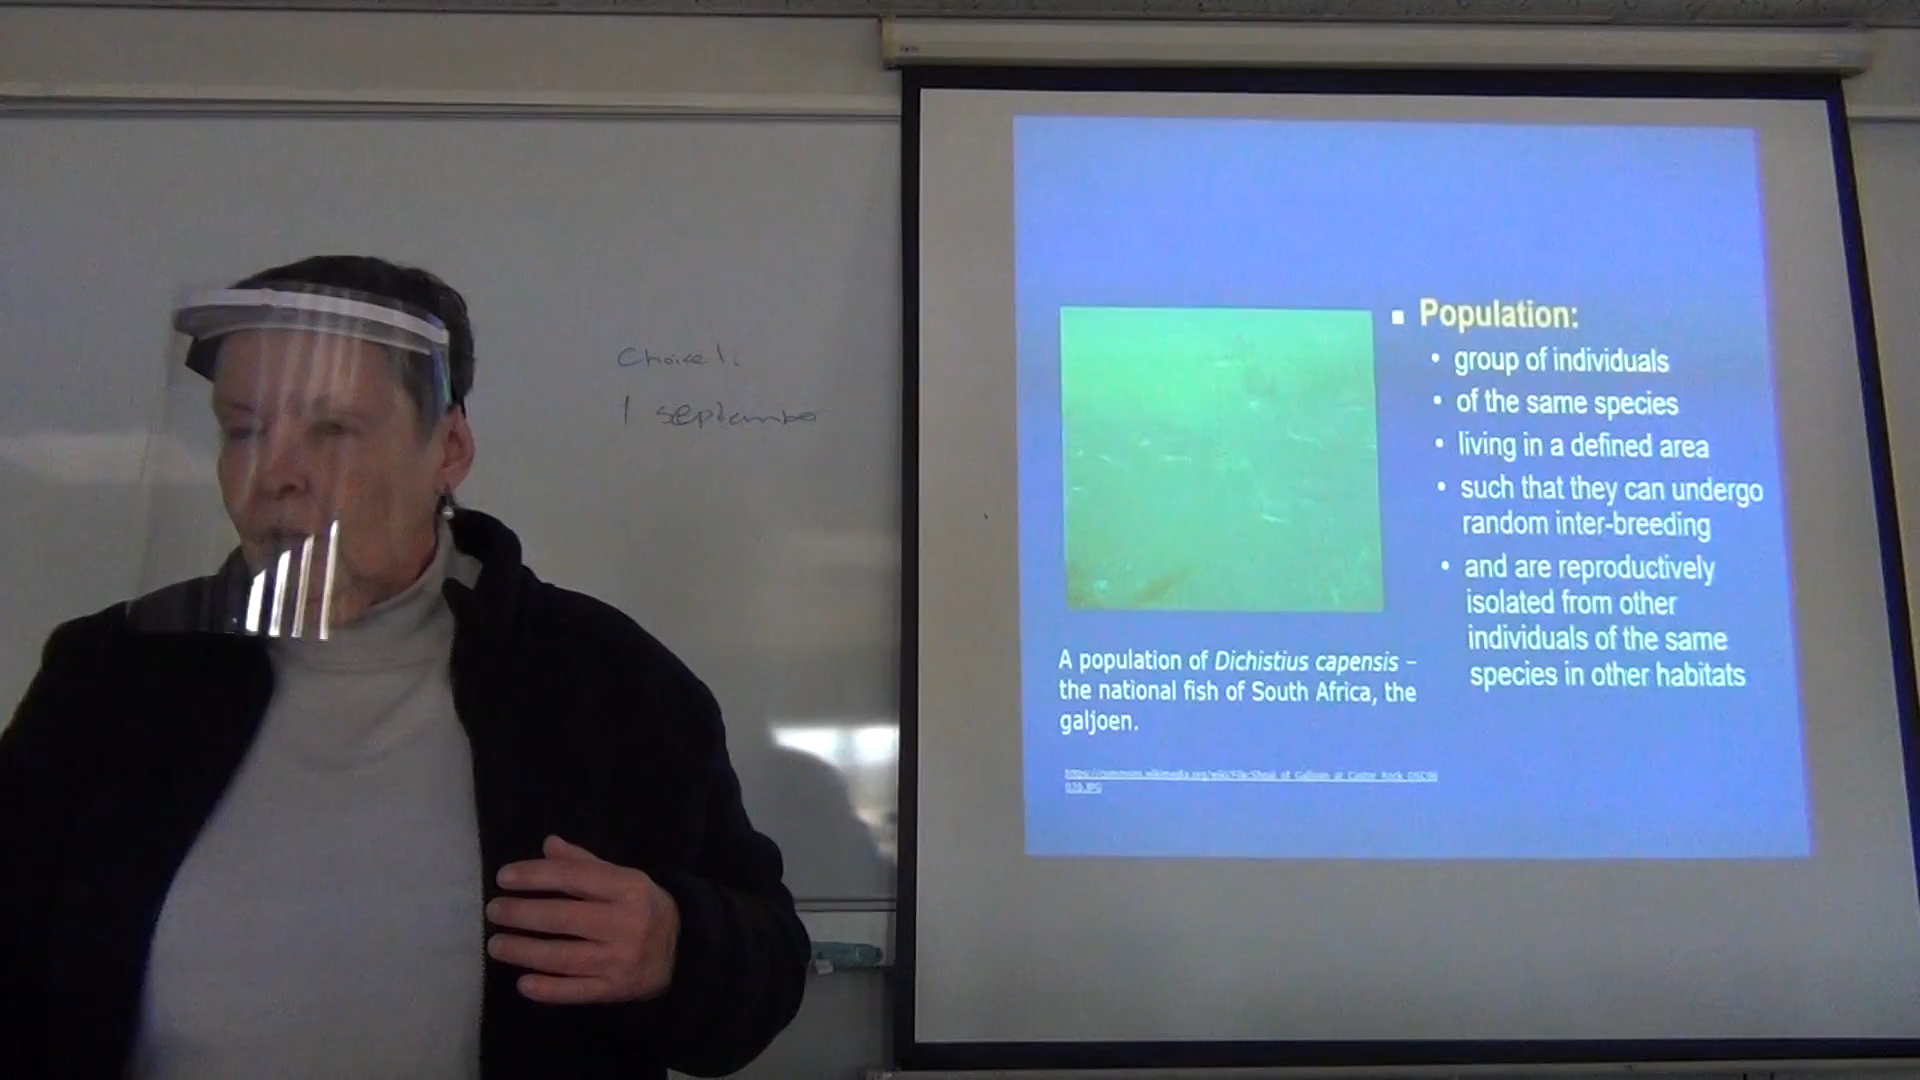 Choice 1.
1 september
Population:
group of individuals
of the same species
living in a defined area
such that they can undergo
random inter-breeding
and are reproductively
isolated from other
individuals of the same
species in other habitats
A population of Dichistius capensis –
the national fish of South Africa, the
galjoen.